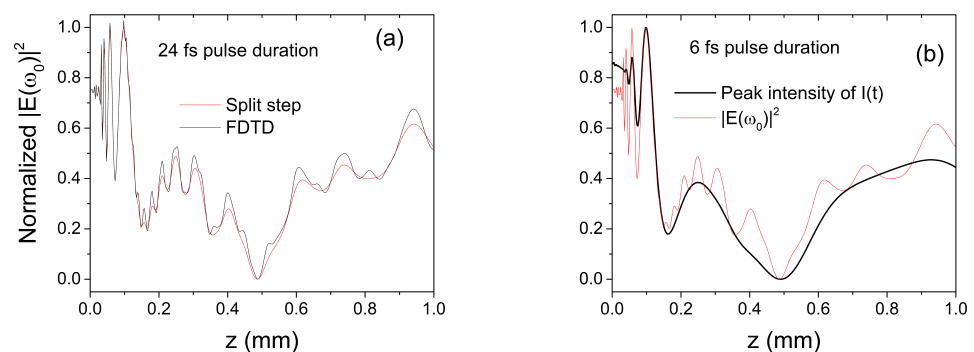 Normalized |E(ω₀)|²
1.0
0.8
0.6
0.4
0.2
0.0
24 fs pulse duration
(a)
Split step
FDTD
0.0 0.2 0.4 0.6 0.8 1.0
z (mm)
1.0
0.8
0.6
0.4
0.2
0.0
6 fs pulse duration
(b)
Peak intensity of I(t)
|E(ω₀)|²
0.0 0.2 0.4 0.6 0.8 1.0
z (mm)